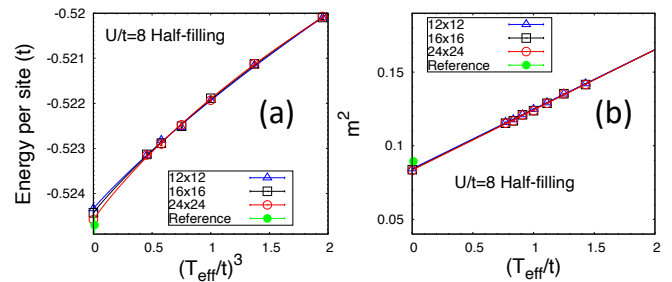 -0.52
-0.521
-0.522
-0.523
-0.524
Energy per site (t)
U/t=8 Half-filling
(a)
12x12
16x16
24x24
Reference
0
0.5
1
1.5
2
(T_eff/t)^3
12x12
16x16
24x24
Reference
0.15
0.1
0.05
m^2
(b)
U/t=8 Half-filling
0
0.5
1
1.5
2
(T_eff/t)